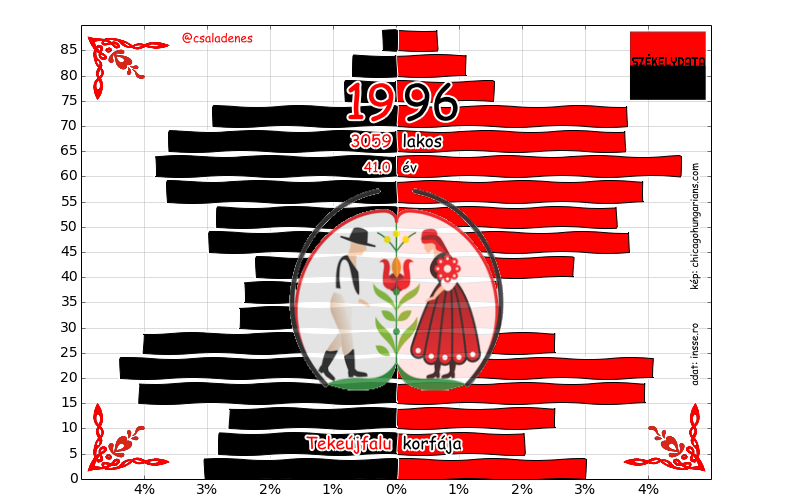 @csaladenes
SZÉKELYDATA
1996
3059 lakos
41,0 év
kép: chicagohungarians.com
adat: insse.ro
Tekeújfalu korfája
85
80
75
70
65
60
55
50
45
40
35
30
25
20
15
10
5
0
4% 3% 2% 1% 0% 1% 2% 3% 4%